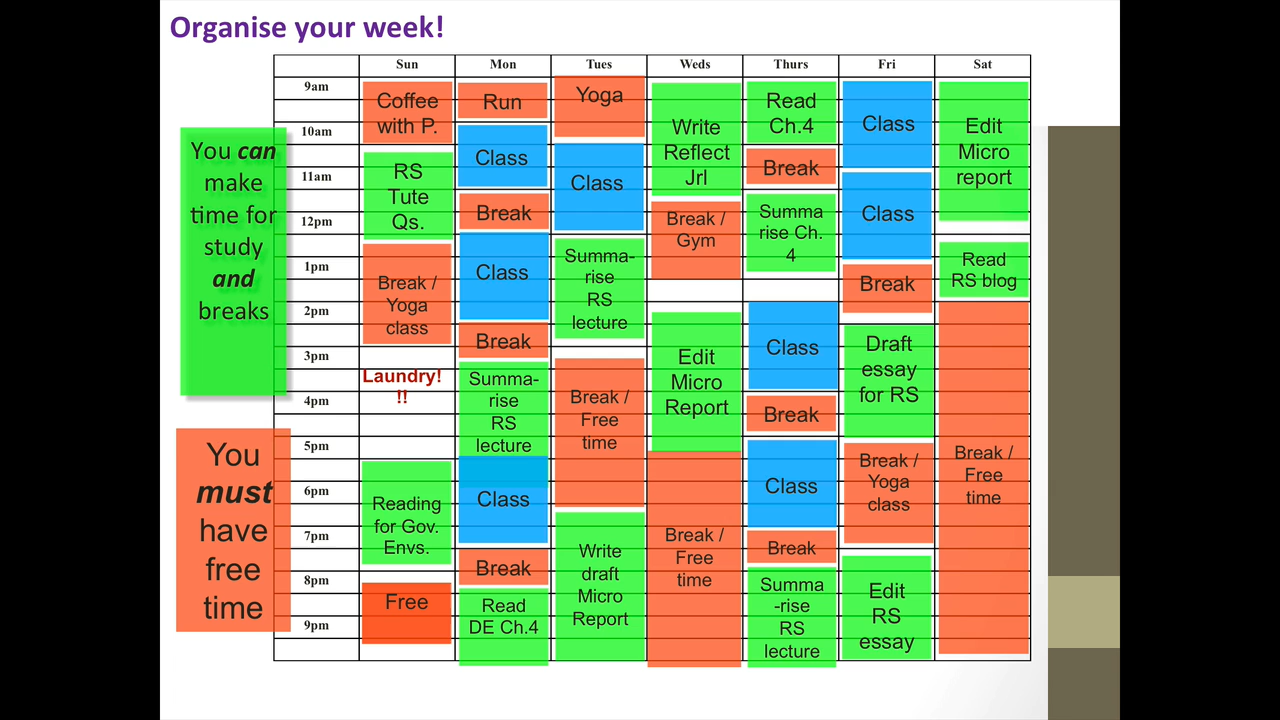 Organise your week!
Sun Mon Tues Weds Thurs Fri Sat
9am
10am
11am
12pm
1pm
2pm
3pm
4pm
5pm
6pm
7pm
8pm
9pm
You can
make
time for
study
and
breaks
You
must
have
free
time
Coffee
with P.
RS
Tute
Qs.
Break /
Yoga
class
Laundry!
!!
Reading
for Gov.
Envs.
Free
Run
Class
Break
Class
Break
Summa-
rise
RS
lecture
Class
Break
Read
DE Ch.4
Yoga
Class
Summa-
rise
RS
lecture
Break /
Free
time
Write
draft
Micro
Report
Write
Reflect
Jrl
Break /
Gym
Edit
Micro
Report
Break /
Free
time
Read
Ch.4
Break
Summa
rise Ch.
4
Class
Break
Class
Break
Summa
-rise
RS
lecture
Class
Class
Break
Draft
essay
for RS
Break /
Yoga
class
Edit
RS
essay
Edit
Micro
report
Read
RS blog
Break /
Free
time